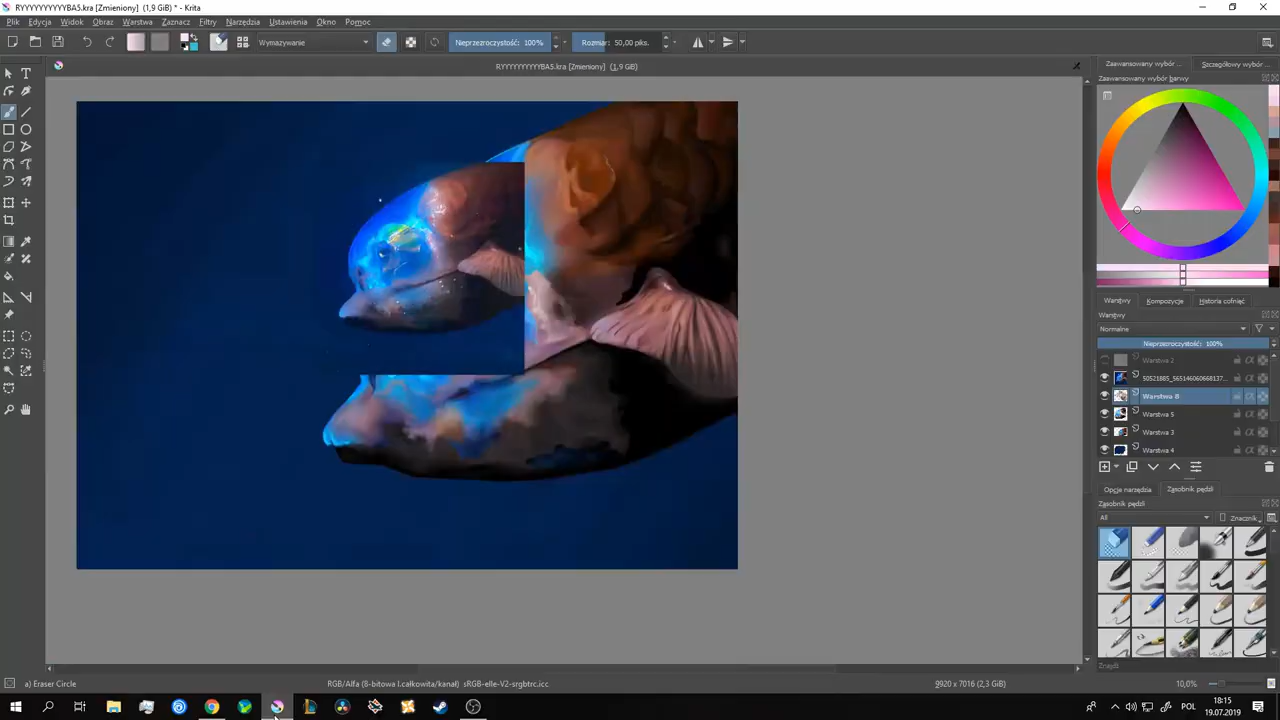 RYYYYYYYYYYBA5.kra [Zmieniony] (1,9 GiB) * - Krita
Plik Edycja Widok Obraz Warstwa Zaznacz Filtry Narzędzia Ustawienia Okno Pomoc
Wymazywanie Nieprzezroczystość: 100% Rozmiar: 50,00 piks.
RYYYYYYYYYYBA5.kra [Zmieniony] (1,9 GiB)
Zaawansowany wybór ... Szczegółowy wybór ...
Zaawansowany wybór barwy
Warstwy Kompozycje Historia cofnięć
Warstwy
Normalne
Nieprzezroczystość: 100%
Warstwa 2
50521885_565146060668137...
Warstwa 8
Warstwa 5
Warstwa 3
Warstwa 4
Opcje narzędzia Zasobnik pędzli
Zasobnik pędzli
All Znacznik
Znajdź
a) Eraser Circle RGB/Alfa (8-bitowa l.całkowita/kanał) sRGB-elle-V2-srgbtrc.icc 9920 x 7016 (2,3 GiB) 10,0%
POL 18:15
19.07.2019